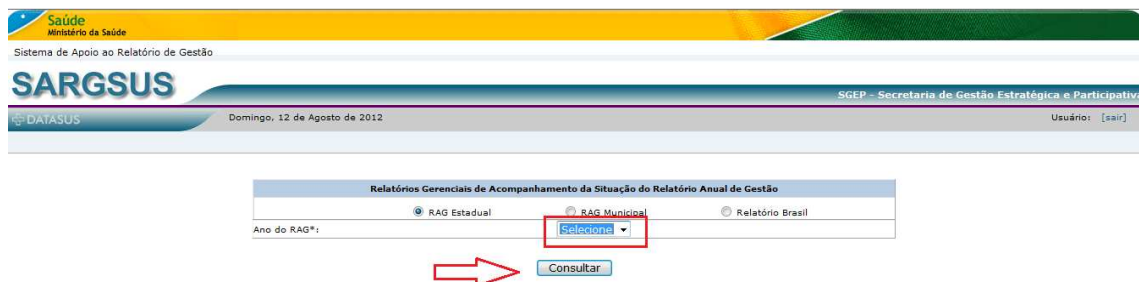 Saúde
Ministério da Saúde
Sistema de Apoio ao Relatório de Gestão
SARGSUS
SGEP - Secretaria de Gestão Estratégica e Participativa
DATASUS Domingo, 12 de Agosto de 2012 Usuário: [sair]
Relatórios Gerenciais de Acompanhamento da Situação do Relatório Anual de Gestão
RAG Estadual RAG Municipal Relatório Brasil
Ano do RAG*: Selecione
Consultar